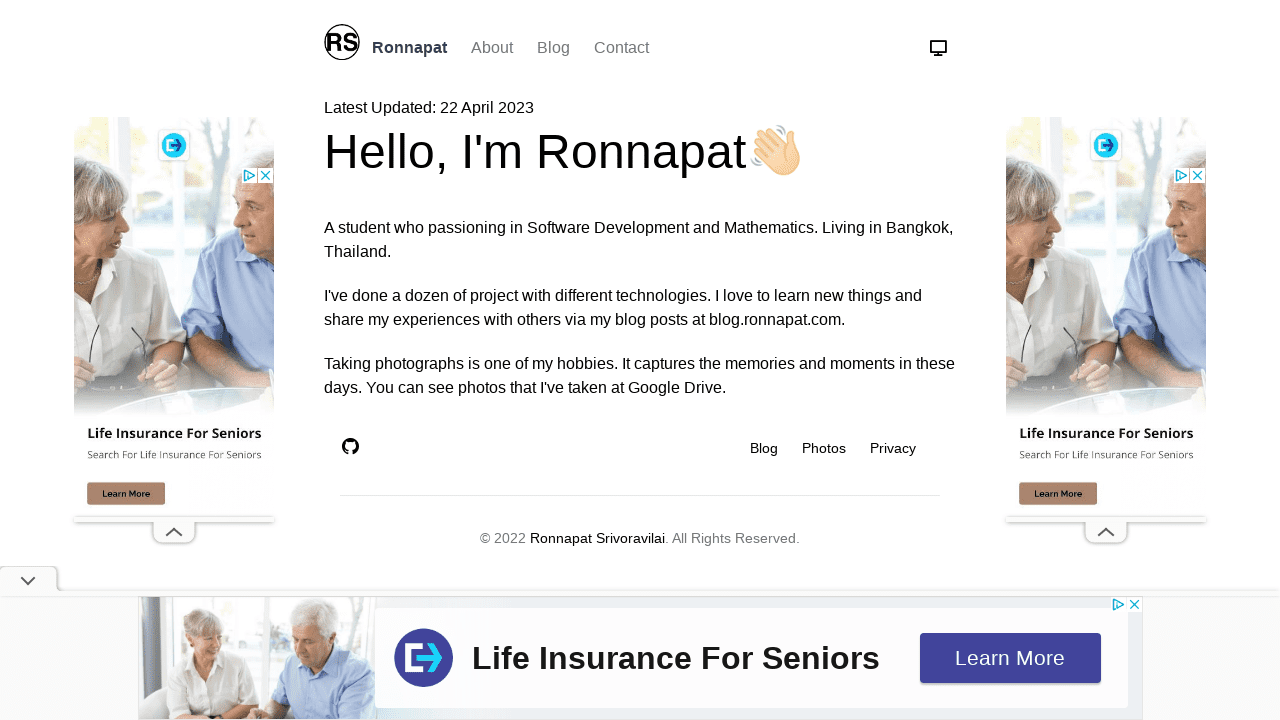 RS
Ronnapat
About
Blog
Contact
Latest Updated: 22 April 2023
Hello, I'm Ronnapat👋🏻
A student who passioning in Software Development and Mathematics. Living in Bangkok,
Thailand.
I've done a dozen of project with different technologies. I love to learn new things and
share my experiences with others via my blog posts at blog.ronnapat.com.
Taking photographs is one of my hobbies. It captures the memories and moments in these
days. You can see photos that I've taken at Google Drive.
Blog
Photos
Privacy
© 2022 Ronnapat Srivoravilai. All Rights Reserved.
Life Insurance For Seniors
Search For Life Insurance For Seniors
Learn More
Life Insurance For Seniors
Search For Life Insurance For Seniors
Learn More
Life Insurance For Seniors
Learn More